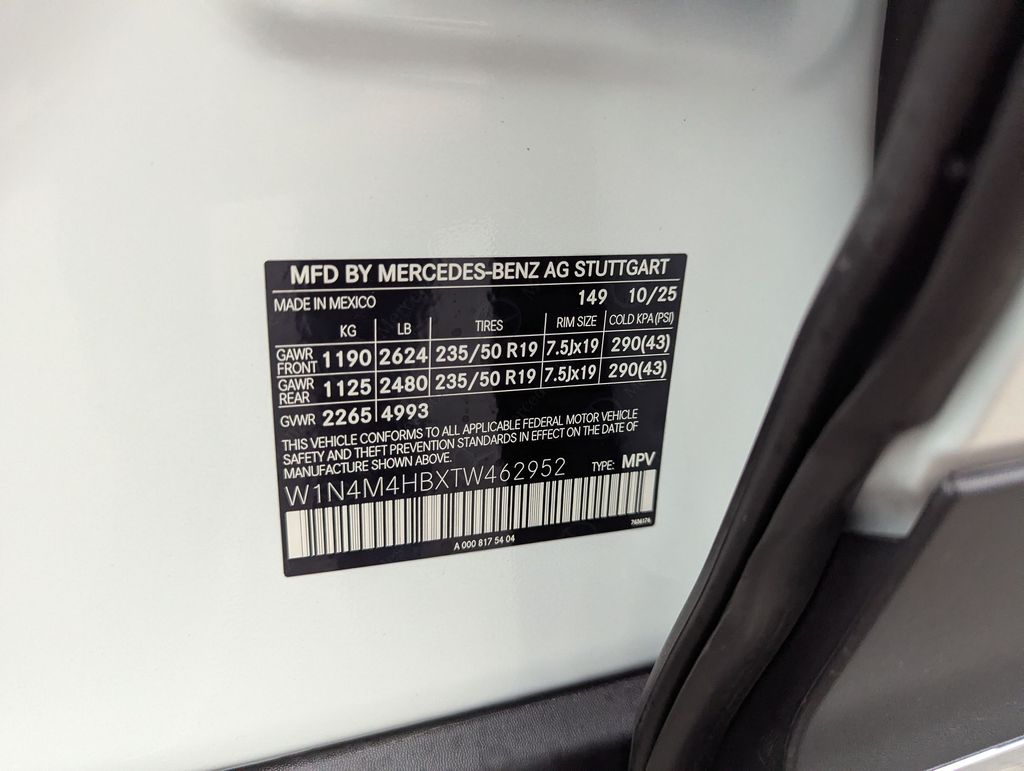 MFD BY MERCEDES-BENZ AG STUTTGART
MADE IN MEXICO 149 10/25
KG LB TIRES RIM SIZE COLD KPA (PSI)
GAWR FRONT 1190 2624 235/50 R19 7.5Jx19 290(43)
GAWR REAR 1125 2480 235/50 R19 7.5Jx19 290(43)
GVWR 2265 4993
THIS VEHICLE CONFORMS TO ALL APPLICABLE FEDERAL MOTOR VEHICLE
SAFETY AND THEFT PREVENTION STANDARDS IN EFFECT ON THE DATE OF
MANUFACTURE SHOWN ABOVE.
W1N4M4HBXTW462952 TYPE: MPV
A 000 817 54 04